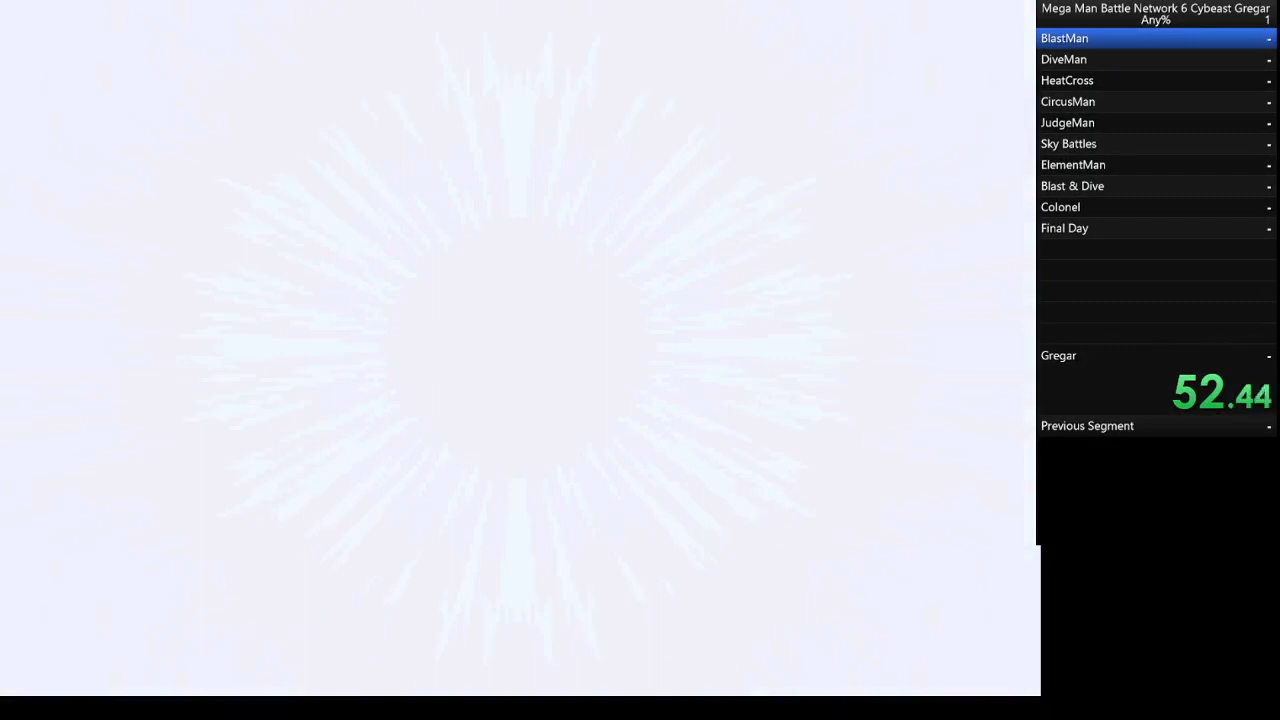 Mega Man Battle Network 6 Cybeast Gregar
Any% 1
BlastMan -
DiveMan -
HeatCross -
CircusMan -
JudgeMan -
Sky Battles -
ElementMan -
Blast & Dive -
Colonel -
Final Day -
Gregar -
52.44
Previous Segment -